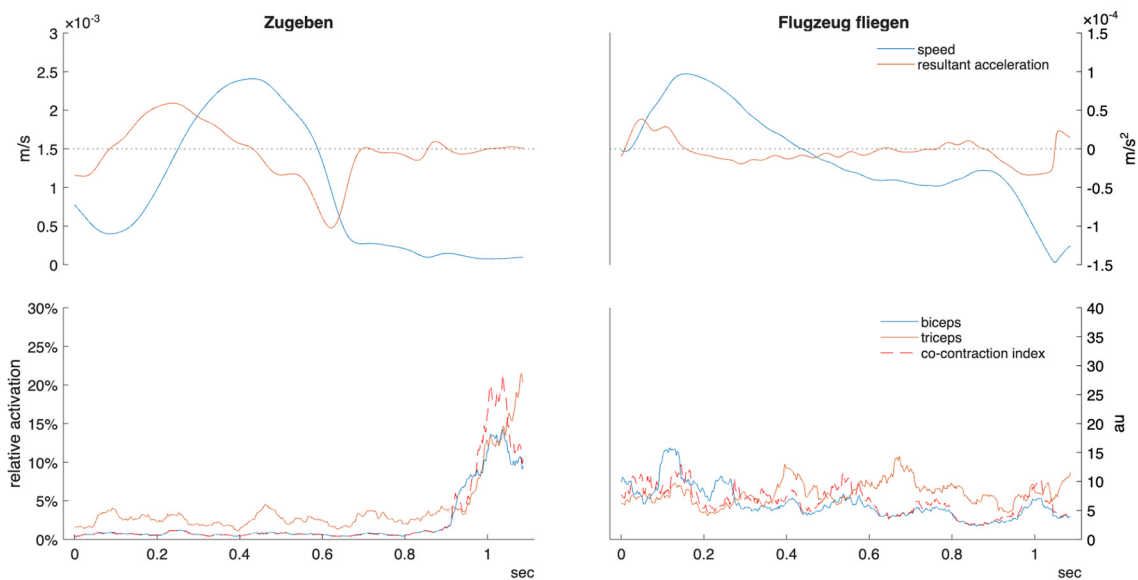 Zugeben
Flugzeug fliegen
×10⁻³
3
2.5
2
1.5
1
0.5
0
m/s
×10⁻⁴
1.5
1
0.5
0
-0.5
-1
-1.5
m/s²
speed
resultant acceleration
30%
25%
20%
15%
10%
5%
0%
relative activation
0 0.2 0.4 0.6 0.8 1
sec
biceps
triceps
co-contraction index
40
35
30
25
20
15
10
5
0
au
0 0.2 0.4 0.6 0.8 1
sec